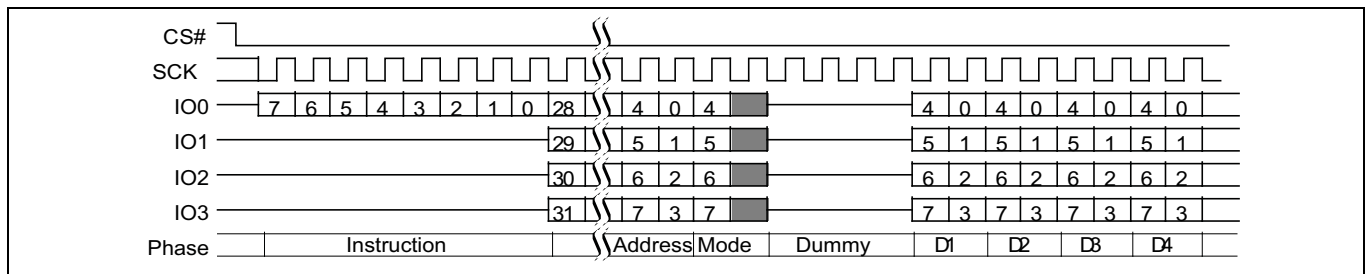 CS#
SCK
IO0 7 6 5 4 3 2 1 0 28 4 0 4 4 0 4 0 4 0 4 0
IO1 29 5 1 5 5 1 5 1 5 1 5 1
IO2 30 6 2 6 6 2 6 2 6 2 6 2
IO3 31 7 3 7 7 3 7 3 7 3 7 3
Phase Instruction Address Mode Dummy D1 D2 D3 D4